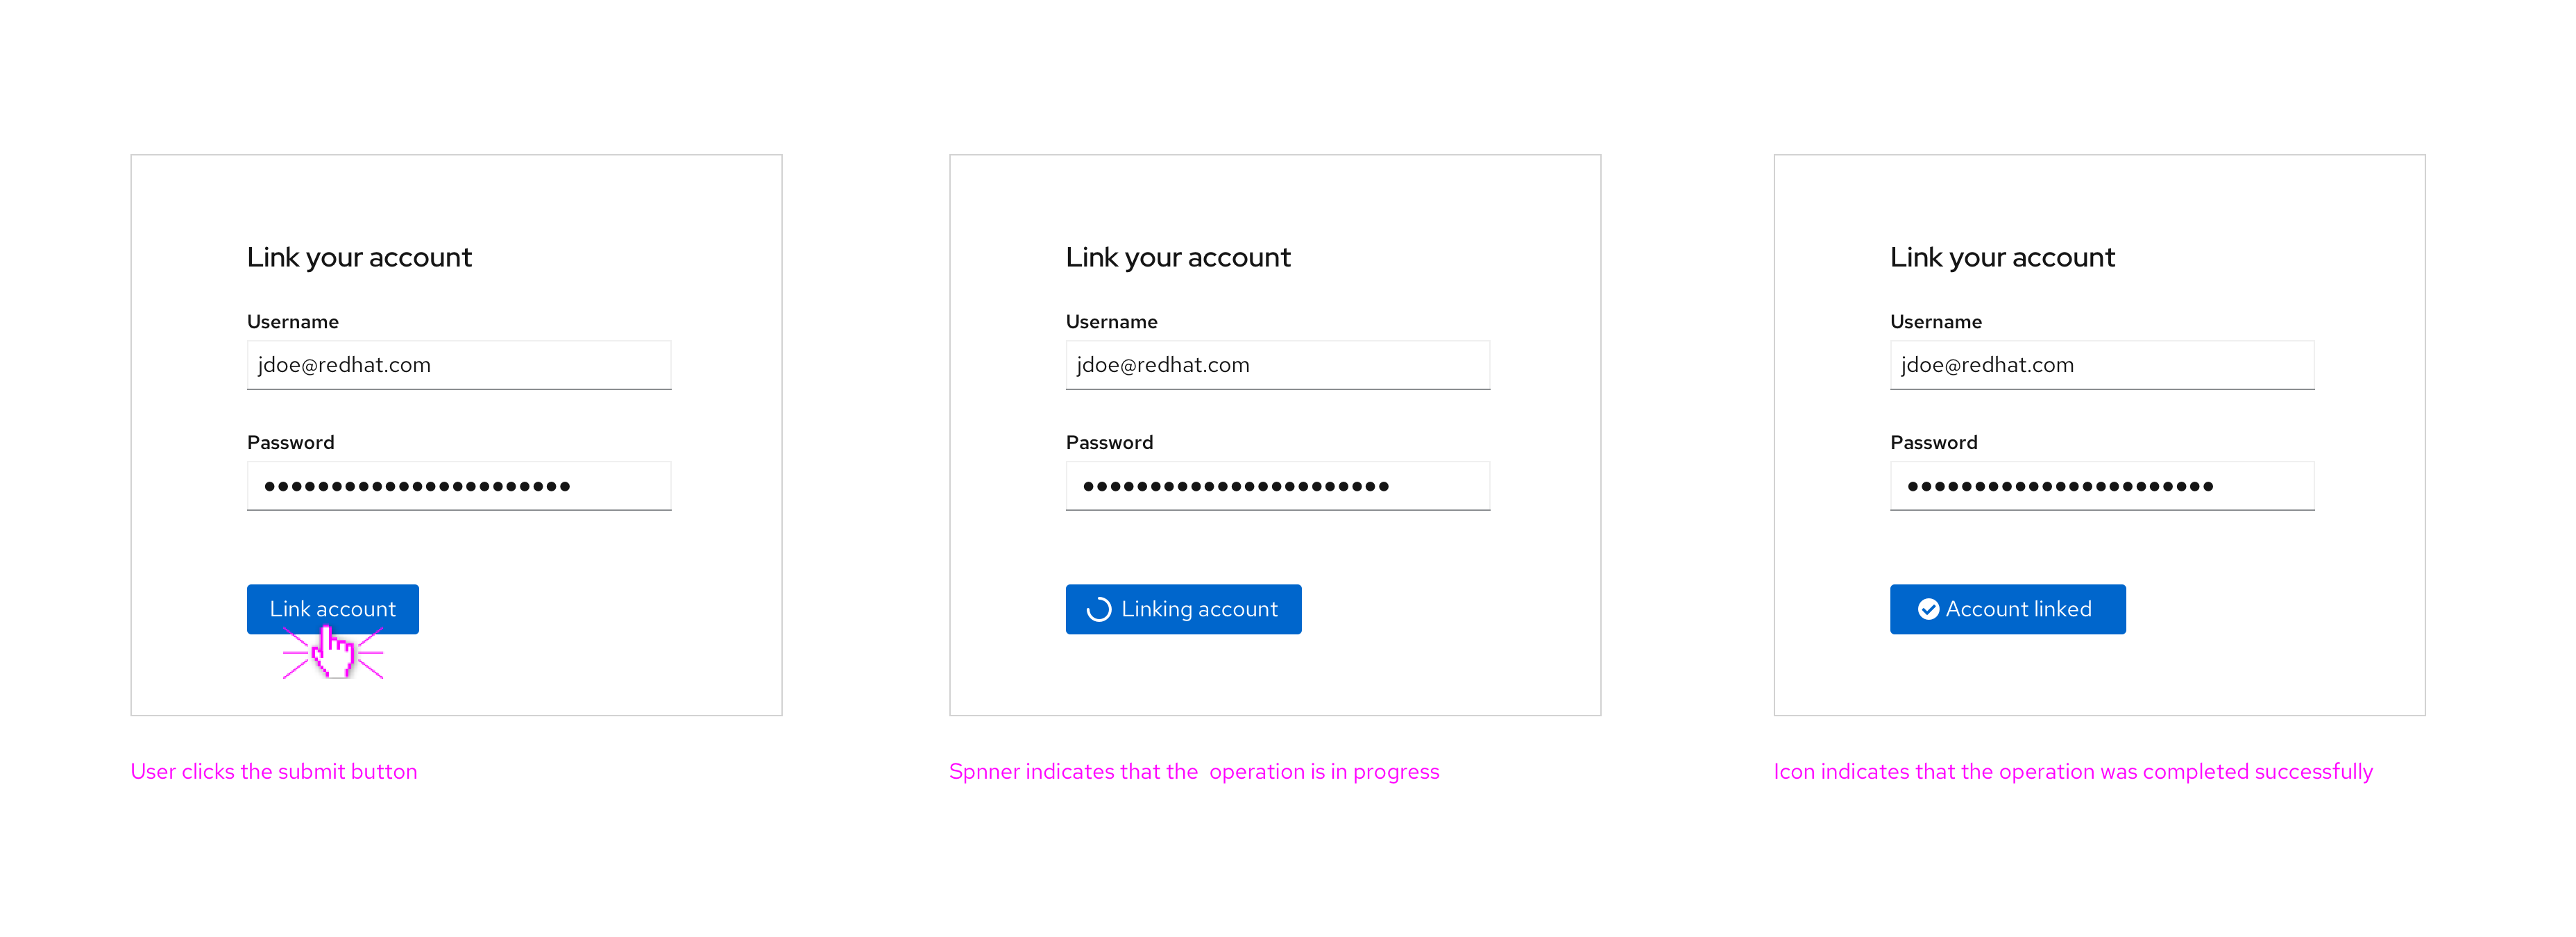 Link your account
Username
jdoe@redhat.com
Password
••••••••••••••••••••••••
Link account
User clicks the submit button
Link your account
Username
jdoe@redhat.com
Password
••••••••••••••••••••••••
Linking account
Spnner indicates that the  operation is in progress
Link your account
Username
jdoe@redhat.com
Password
••••••••••••••••••••••••
Account linked
Icon indicates that the operation was completed successfully